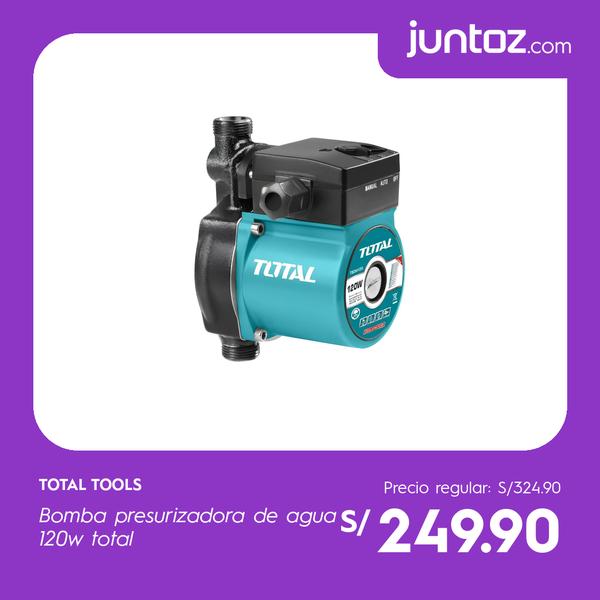 juntoz.com
MANUAL AUTO OFF
TOTAL
TOTAL
120W
TOTAL TOOLS
Precio regular: S/324.90
Bomba presurizadora de agua
120w total
S/ 249.90